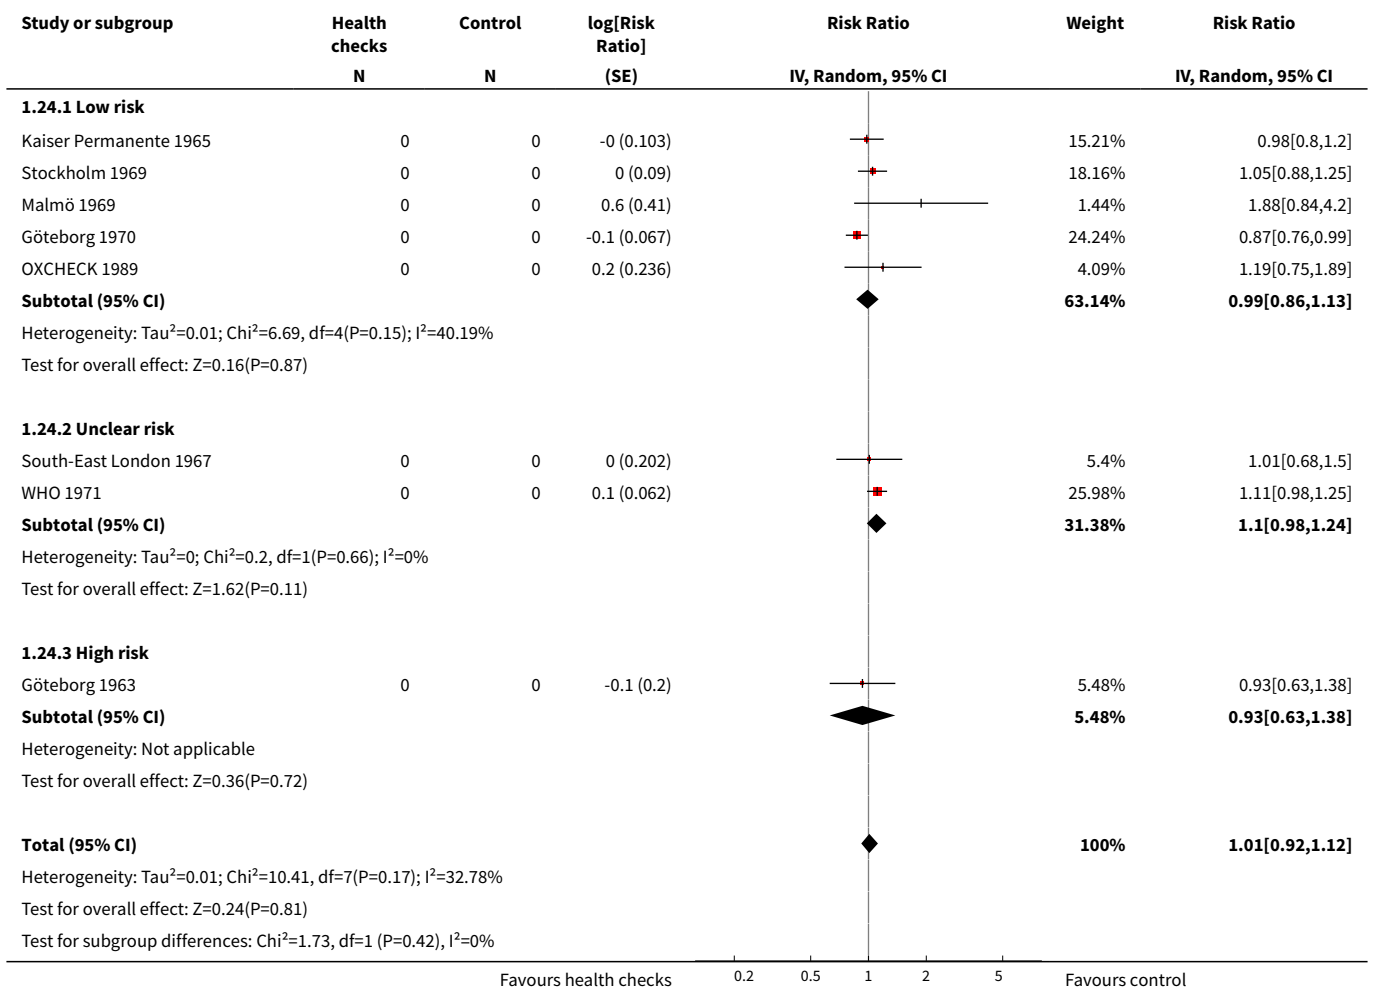 Study or subgroup Health checks Control log[Risk Ratio] Risk Ratio Weight Risk Ratio
N N (SE) IV, Random, 95% CI IV, Random, 95% CI
1.24.1 Low risk
Kaiser Permanente 1965 0 0 -0 (0.103) 15.21% 0.98[0.8,1.2]
Stockholm 1969 0 0 0 (0.09) 18.16% 1.05[0.88,1.25]
Malmö 1969 0 0 0.6 (0.41) 1.44% 1.88[0.84,4.2]
Göteborg 1970 0 0 -0.1 (0.067) 24.24% 0.87[0.76,0.99]
OXCHECK 1989 0 0 0.2 (0.236) 4.09% 1.19[0.75,1.89]
Subtotal (95% CI) 63.14% 0.99[0.86,1.13]
Heterogeneity: Tau²=0.01; Chi²=6.69, df=4(P=0.15); I²=40.19%
Test for overall effect: Z=0.16(P=0.87)
1.24.2 Unclear risk
South-East London 1967 0 0 0 (0.202) 5.4% 1.01[0.68,1.5]
WHO 1971 0 0 0.1 (0.062) 25.98% 1.11[0.98,1.25]
Subtotal (95% CI) 31.38% 1.1[0.98,1.24]
Heterogeneity: Tau²=0; Chi²=0.2, df=1(P=0.66); I²=0%
Test for overall effect: Z=1.62(P=0.11)
1.24.3 High risk
Göteborg 1963 0 0 -0.1 (0.2) 5.48% 0.93[0.63,1.38]
Subtotal (95% CI) 5.48% 0.93[0.63,1.38]
Heterogeneity: Not applicable
Test for overall effect: Z=0.36(P=0.72)
Total (95% CI) 100% 1.01[0.92,1.12]
Heterogeneity: Tau²=0.01; Chi²=10.41, df=7(P=0.17); I²=32.78%
Test for overall effect: Z=0.24(P=0.81)
Test for subgroup differences: Chi²=1.73, df=1 (P=0.42), I²=0%
Favours health checks 0.2 0.5 1 2 5 Favours control